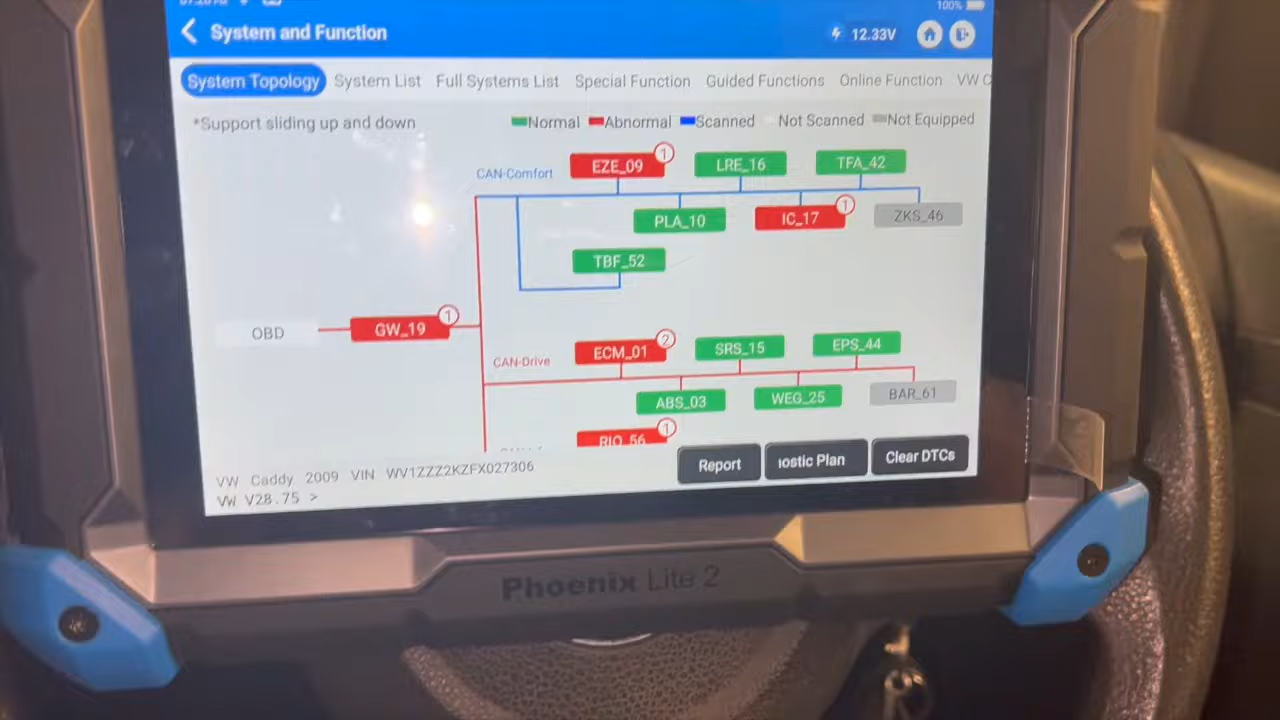 100%
System and Function
12.33V
System Topology System List Full Systems List Special Function Guided Functions Online Function VW C
*Support sliding up and down
Normal Abnormal Scanned Not Scanned Not Equipped
CAN-Comfort
EZE_09 1 LRE_16 TFA_42
PLA_10 IC_17 1 ZKS_46
TBF_52
OBD GW_19 1
CAN-Drive
ECM_01 2 SRS_15 EPS_44
ABS_03 WEG_25 BAR_61
RIO_56 1
Report ostic Plan Clear DTCs
VW Caddy 2009 VIN WV1ZZZ2KZFX027306
VW V28.75 >
Phoenix Lite 2